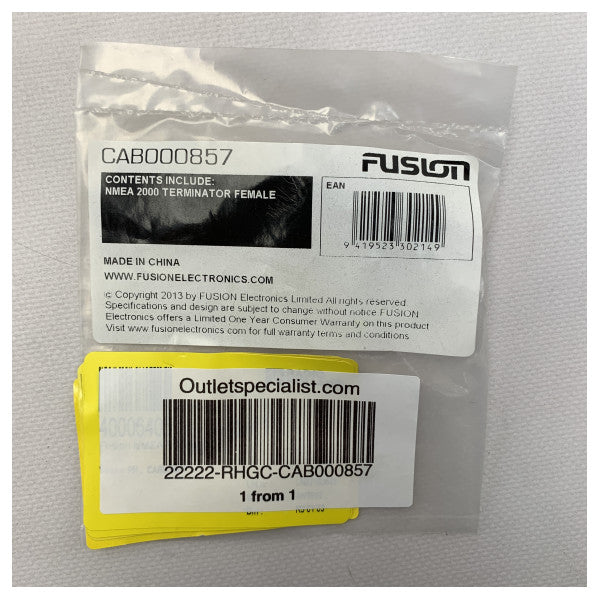 CAB000857
FUSION
CONTENTS INCLUDE:
NMEA 2000 TERMINATOR FEMALE
EAN
9 419523 302149
MADE IN CHINA
WWW.FUSIONELECTRONICS.COM
© Copyright 2013 by FUSION Electronics Limited All rights reserved.
Specifications and design are subject to change without notice FUSION
Electronics offers a Limited One Year Consumer Warranty on this product
Visit www.fusionelectronics.com for full warranty terms and conditions
Outletspecialist.com
22222-RHGC-CAB000857
1 from 1